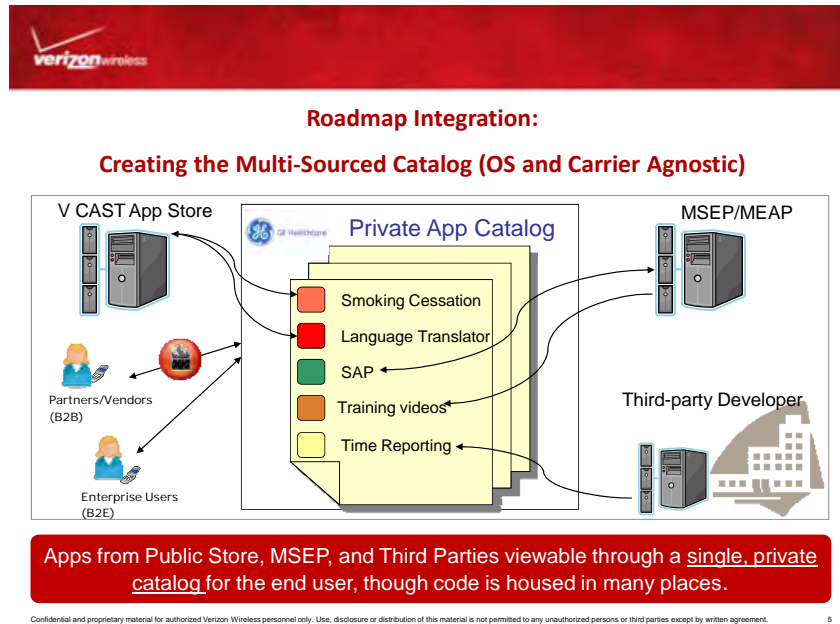 verizonwireless
Roadmap Integration:
Creating the Multi-Sourced Catalog (OS and Carrier Agnostic)
V CAST App Store
GE Healthcare
Private App Catalog
MSEP/MEAP
Smoking Cessation
Language Translator
SAP
Training videos
Time Reporting
Partners/Vendors
(B2B)
Enterprise Users
(B2E)
Third-party Developer
Apps from Public Store, MSEP, and Third Parties viewable through a single, private
catalog for the end user, though code is housed in many places.
Confidential and proprietary material for authorized Verizon Wireless personnel only. Use, disclosure or distribution of this material is not permitted to any unauthorized persons or third parties except by written agreement.
5